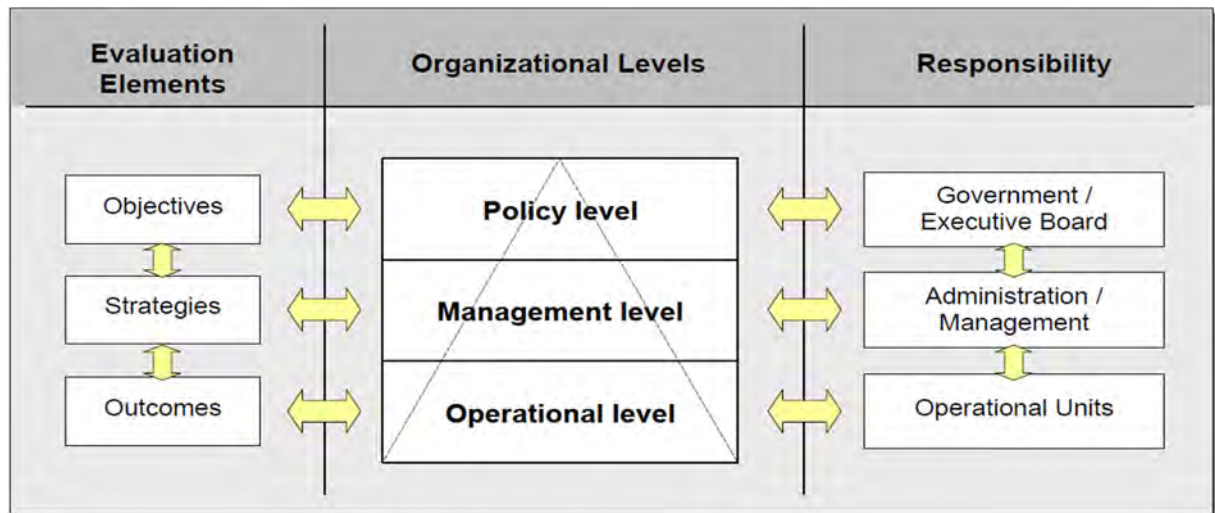 Evaluation
Elements
Organizational Levels
Responsibility
Objectives
Policy level
Government /
Executive Board
Strategies
Management level
Administration /
Management
Outcomes
Operational level
Operational Units